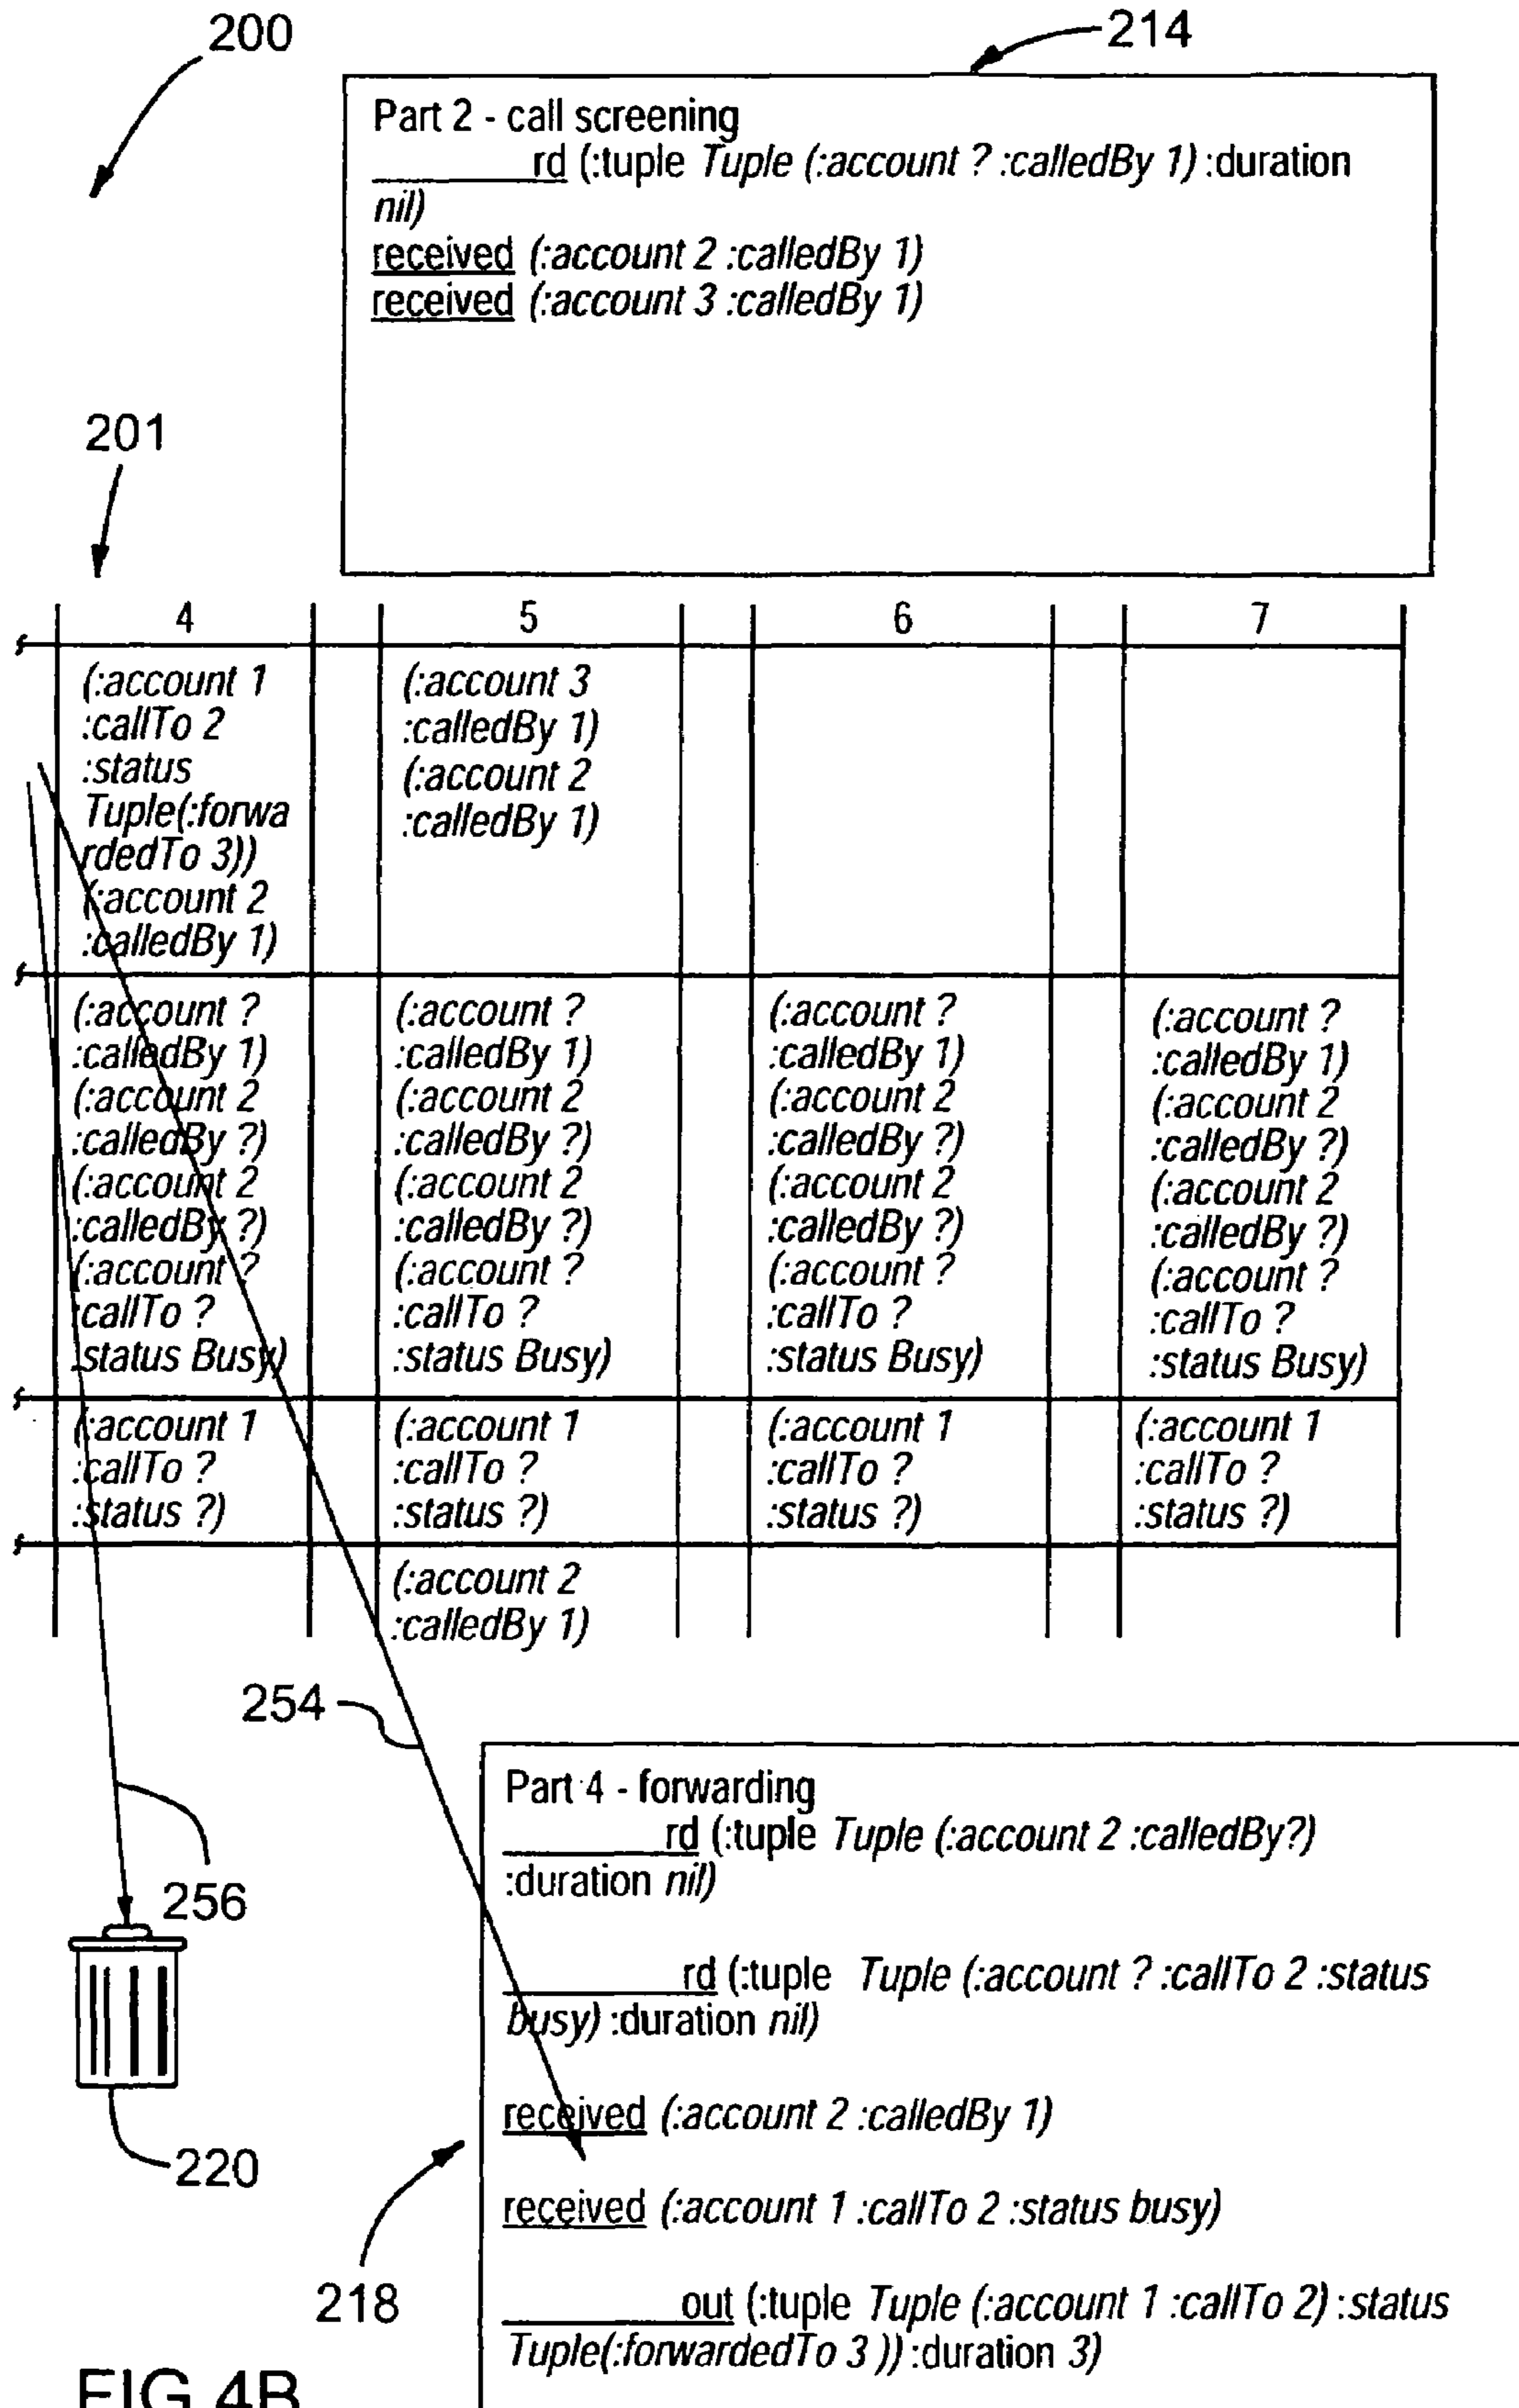 200
214
Part 2 - call screening
rd (:tuple Tuple (:account ? :calledBy 1) :duration
nil)
received (:account 2 :calledBy 1)
received (:account 3 :calledBy 1)
201
4
5
6
7
(:account 1
:callTo 2
:status
Tuple(:forwa
rdedTo 3))
(:account 2
:calledBy 1)
(:account 3
:calledBy 1)
(:account 2
:calledBy 1)
(:account ?
:calledBy 1)
(:account 2
:calledBy ?)
(:account 2
:calledBy ?)
(:account ?
:callTo ?
:status Busy)
(:account ?
:calledBy 1)
(:account 2
:calledBy ?)
(:account 2
:calledBy ?)
(:account ?
:callTo ?
:status Busy)
(:account ?
:calledBy 1)
(:account 2
:calledBy ?)
(:account 2
:calledBy ?)
(:account ?
:callTo ?
:status Busy)
(:account ?
:calledBy 1)
(:account 2
:calledBy ?)
(:account 2
:calledBy ?)
(:account ?
:callTo ?
:status Busy)
(:account 1
:callTo ?
:status ?)
(:account 1
:callTo ?
:status ?)
(:account 1
:callTo ?
:status ?)
(:account 1
:callTo ?
:status ?)
(:account 2
:calledBy 1)
254
256
220
218
Part 4 - forwarding
rd (:tuple Tuple (:account 2 :calledBy?)
:duration nil)
rd (:tuple Tuple (:account ? :callTo 2 :status
busy) :duration nil)
received (:account 2 :calledBy 1)
received (:account 1 :callTo 2 :status busy)
out (:tuple Tuple (:account 1 :callTo 2) :status
Tuple(:forwardedTo 3 )) :duration 3)
FIG 4B